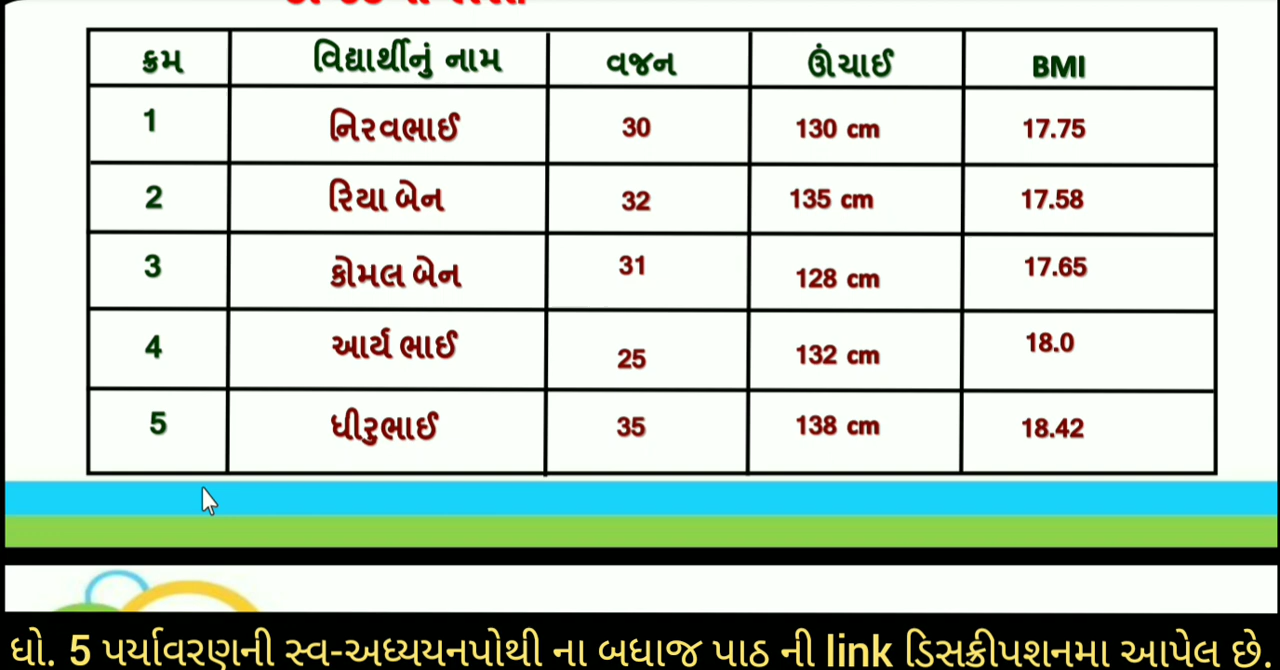 ક્રમ વિદ્યાર્થીનું નામ વજન ઊંચાઈ BMI
1 નિરવભાઈ 30 130 cm 17.75
2 રિયા બેન 32 135 cm 17.58
3 કોમલ બેન 31 128 cm 17.65
4 આર્ય ભાઈ 25 132 cm 18.0
5 ધીરુભાઈ 35 138 cm 18.42
ધો. 5 પર્યાવરણની સ્વ-અધ્યયનપોથી ના બધાજ પાઠ ની link ડિસક્રીપશનમા આપેલ છે.